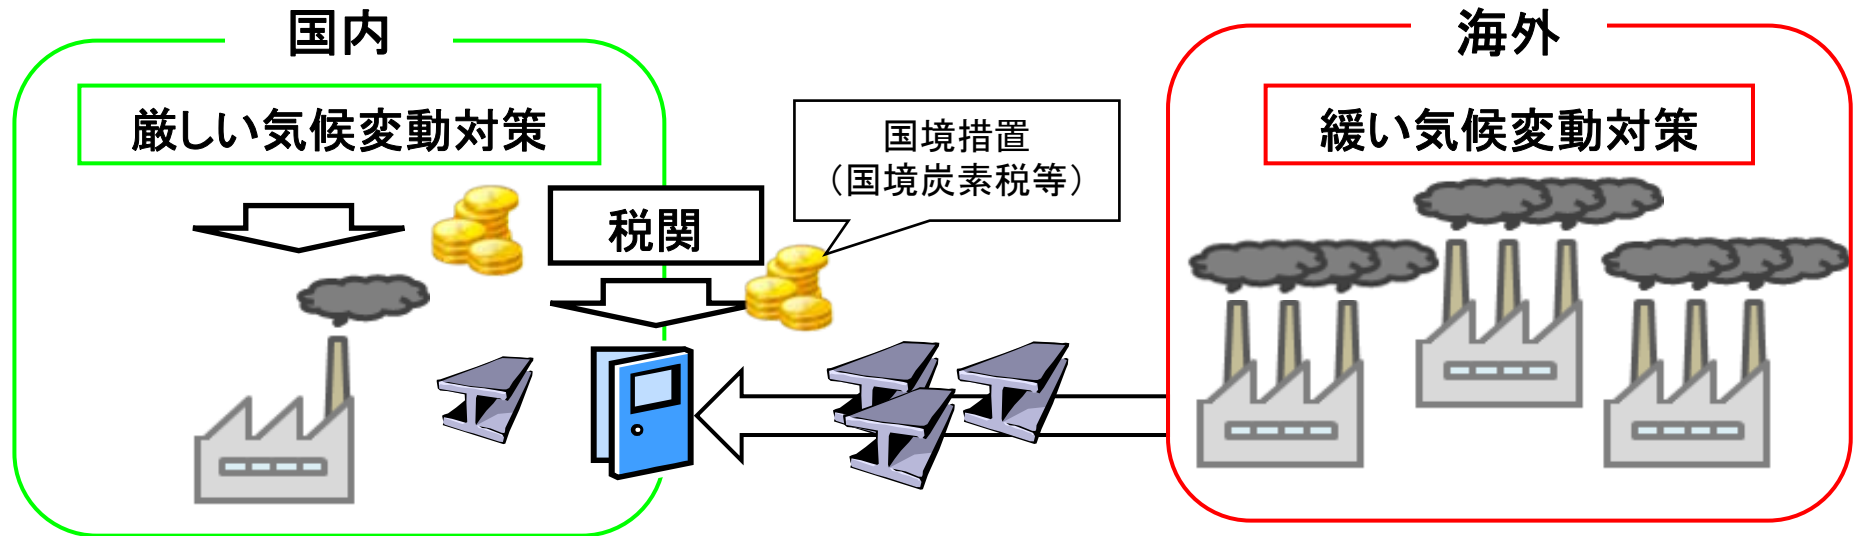 国内
厳しい気候変動対策
税関
国境措置
（国境炭素税等）
海外
緩い気候変動対策